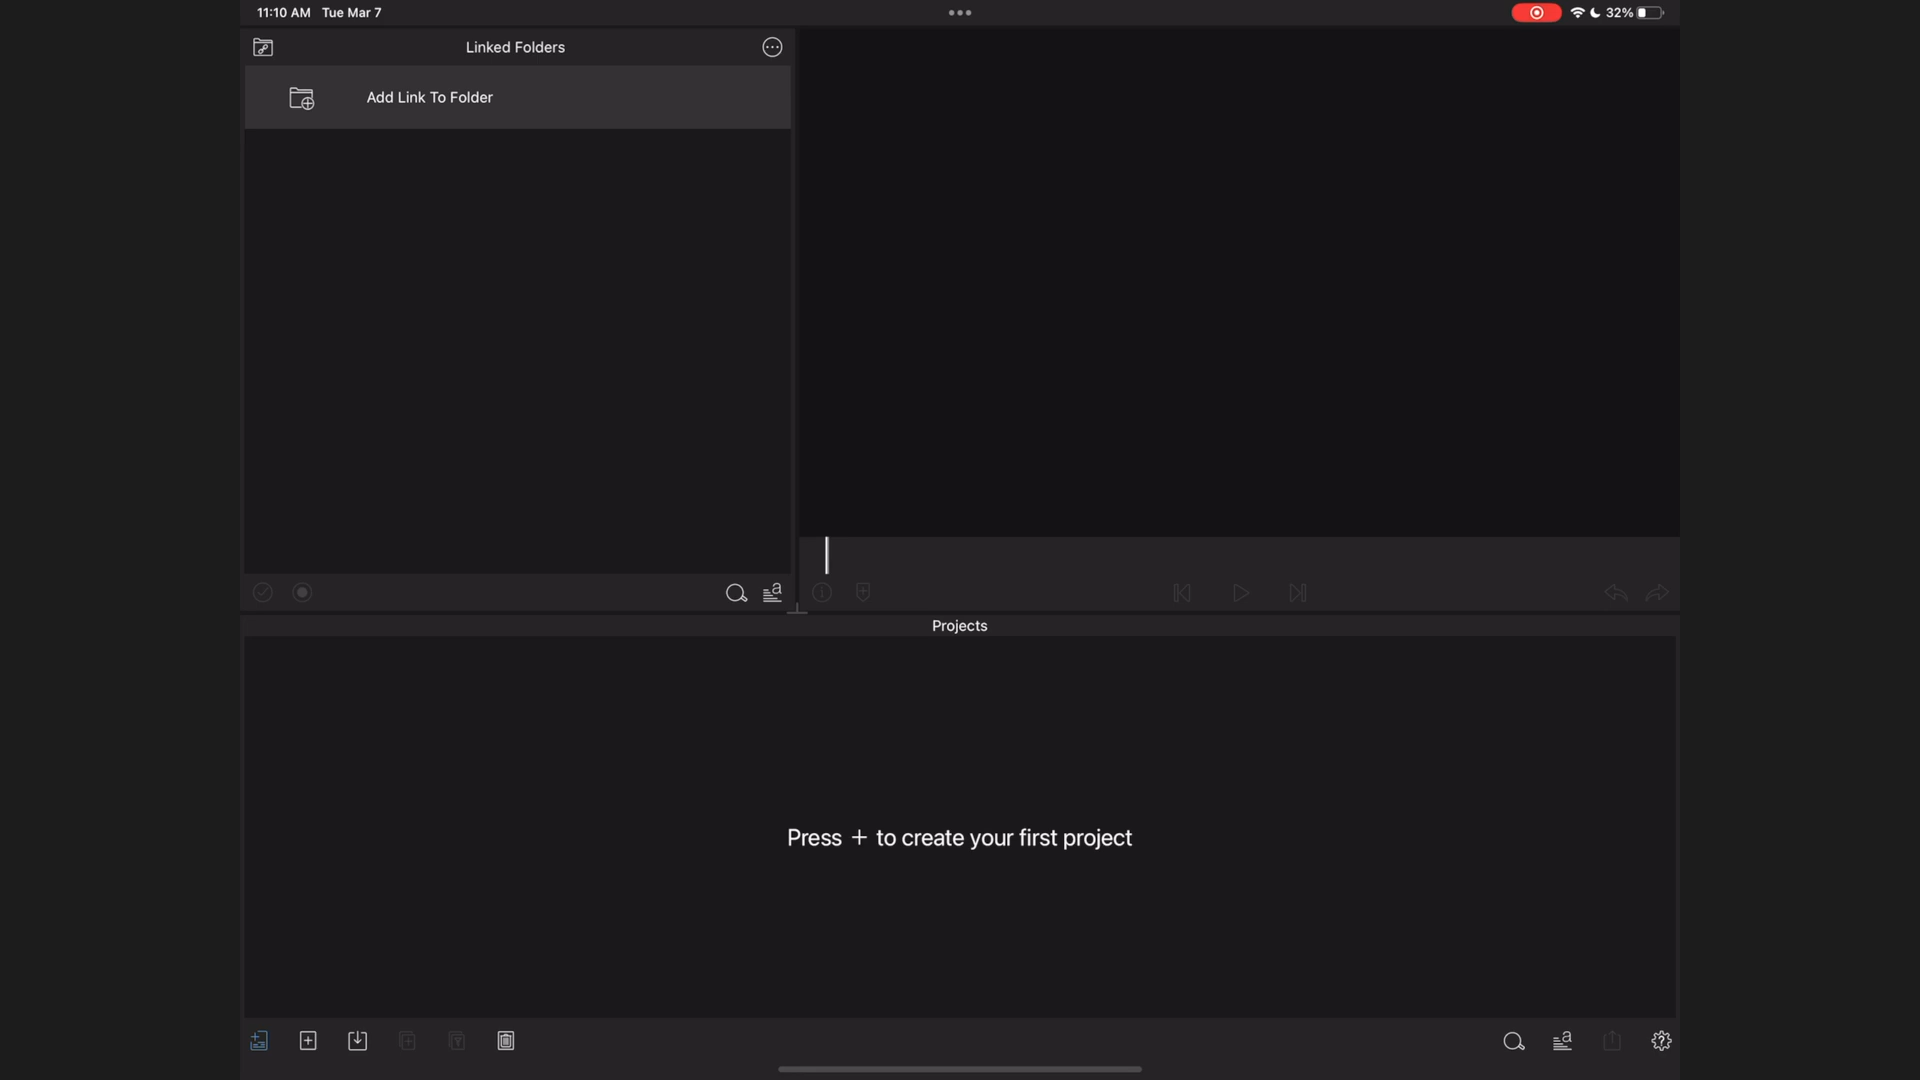 11:10 AM Tue Mar 7
32%
Linked Folders
Add Link To Folder
Projects
Press + to create your first project